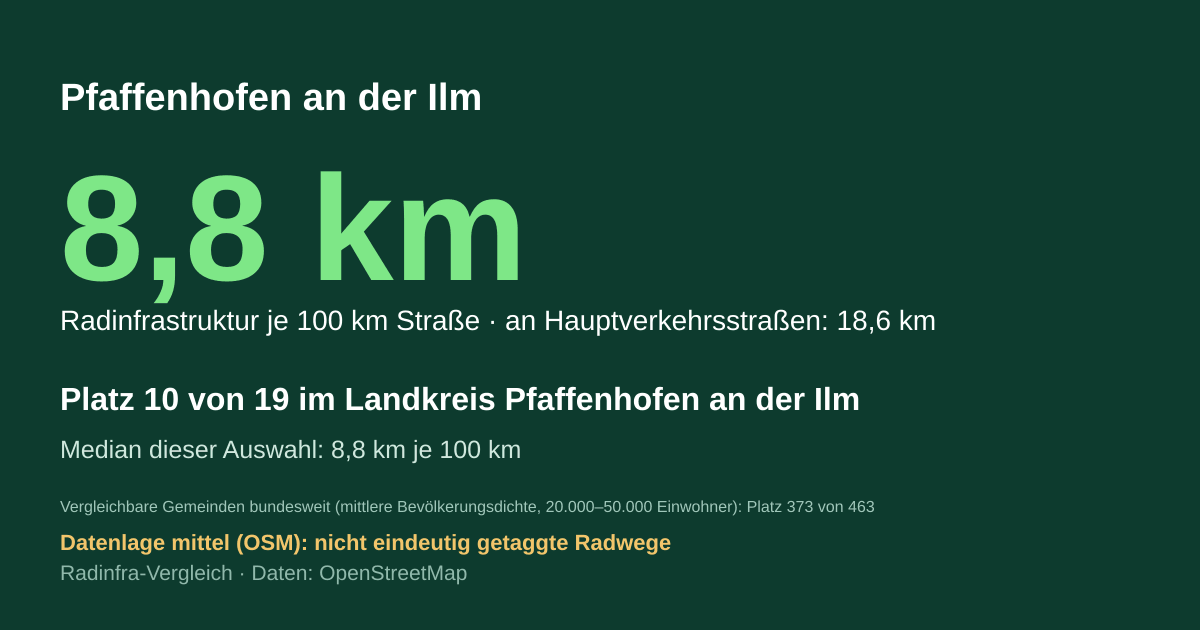 Pfaffenhofen an der Ilm
8,8 km
Radinfrastruktur je 100 km Straße · an Hauptverkehrsstraßen: 18,6 km
Platz 10 von 19 im Landkreis Pfaffenhofen an der Ilm
Median dieser Auswahl: 8,8 km je 100 km
Vergleichbare Gemeinden bundesweit (mittlere Bevölkerungsdichte, 20.000–50.000 Einwohner): Platz 373 von 463
Datenlage mittel (OSM): nicht eindeutig getaggte Radwege
Radinfra-Vergleich · Daten: OpenStreetMap